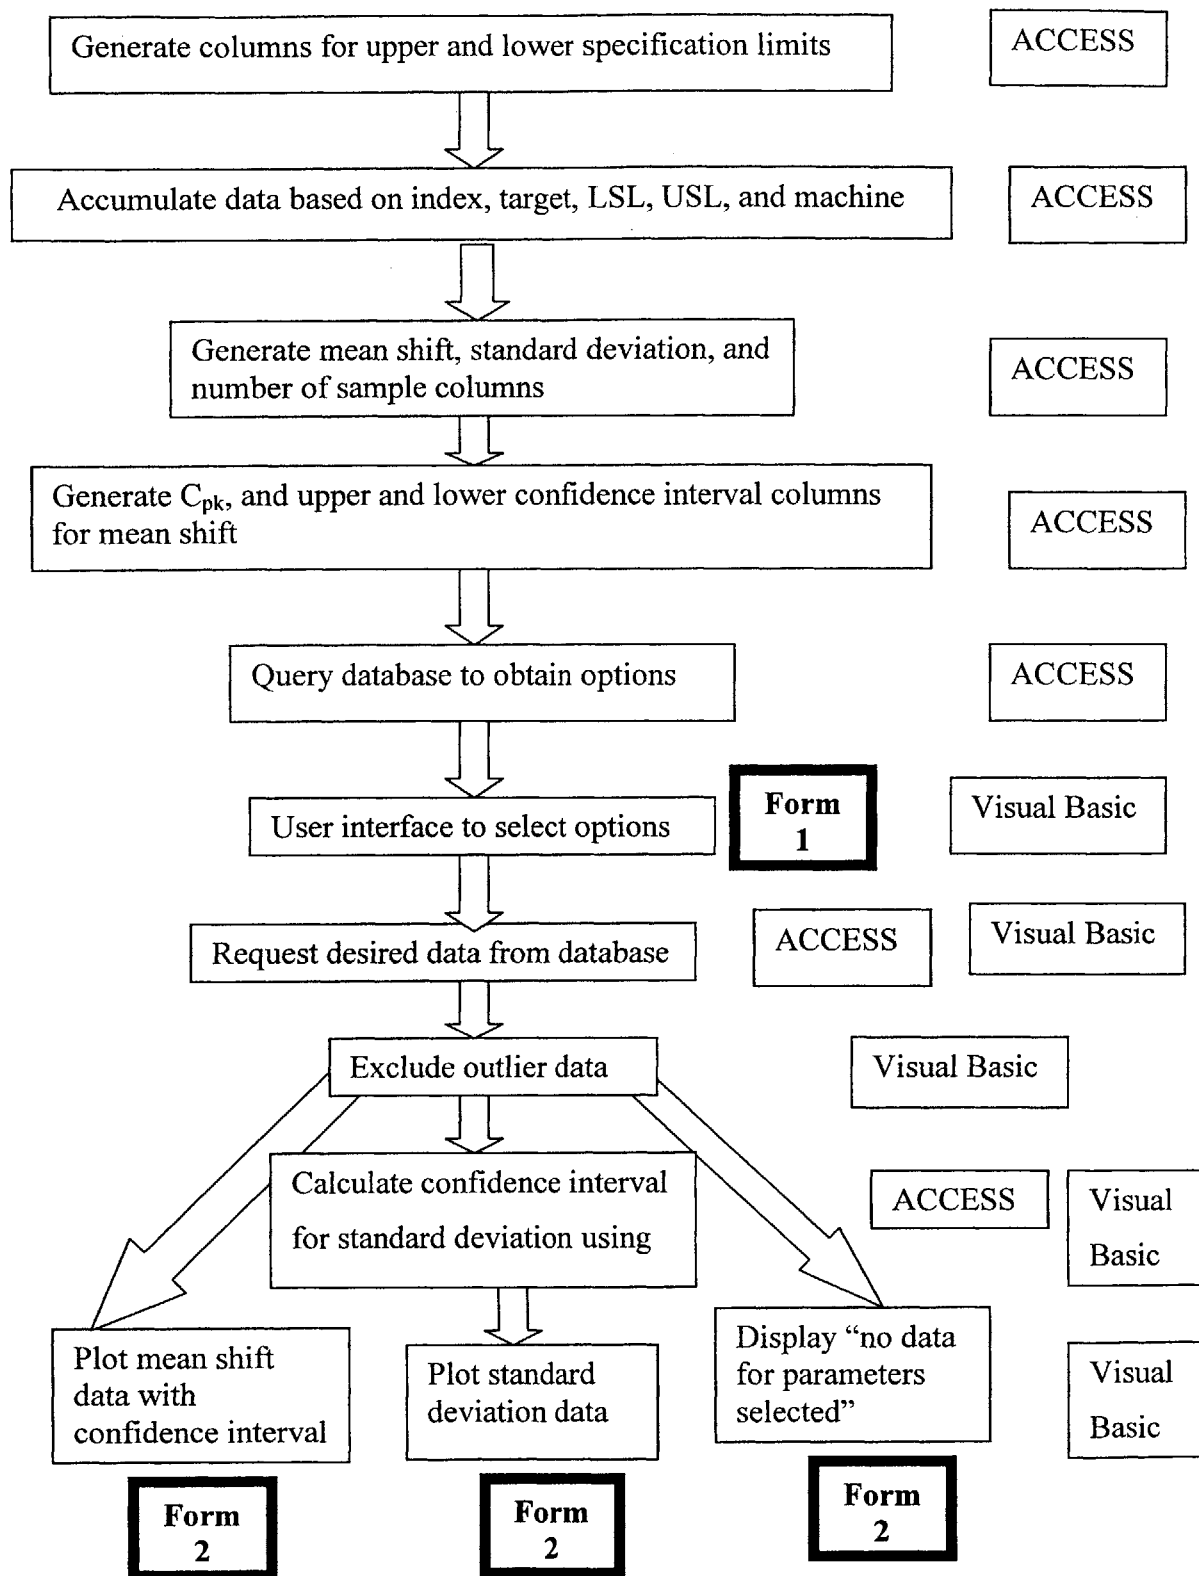 Generate columns for upper and lower specification limits
ACCESS
Accumulate data based on index, target, LSL, USL, and machine
ACCESS
Generate mean shift, standard deviation, and
number of sample columns
ACCESS
Generate Cpk, and upper and lower confidence interval columns
for mean shift
ACCESS
Query database to obtain options
ACCESS
User interface to select options
Form
1
Visual Basic
Request desired data from database
ACCESS
Visual Basic
Exclude outlier data
Visual Basic
Calculate confidence interval
for standard deviation using
ACCESS
Visual
Basic
Plot mean shift
data with
confidence interval
Plot standard
deviation data
Display “no data
for parameters
selected”
Visual
Basic
Form
2
Form
2
Form
2